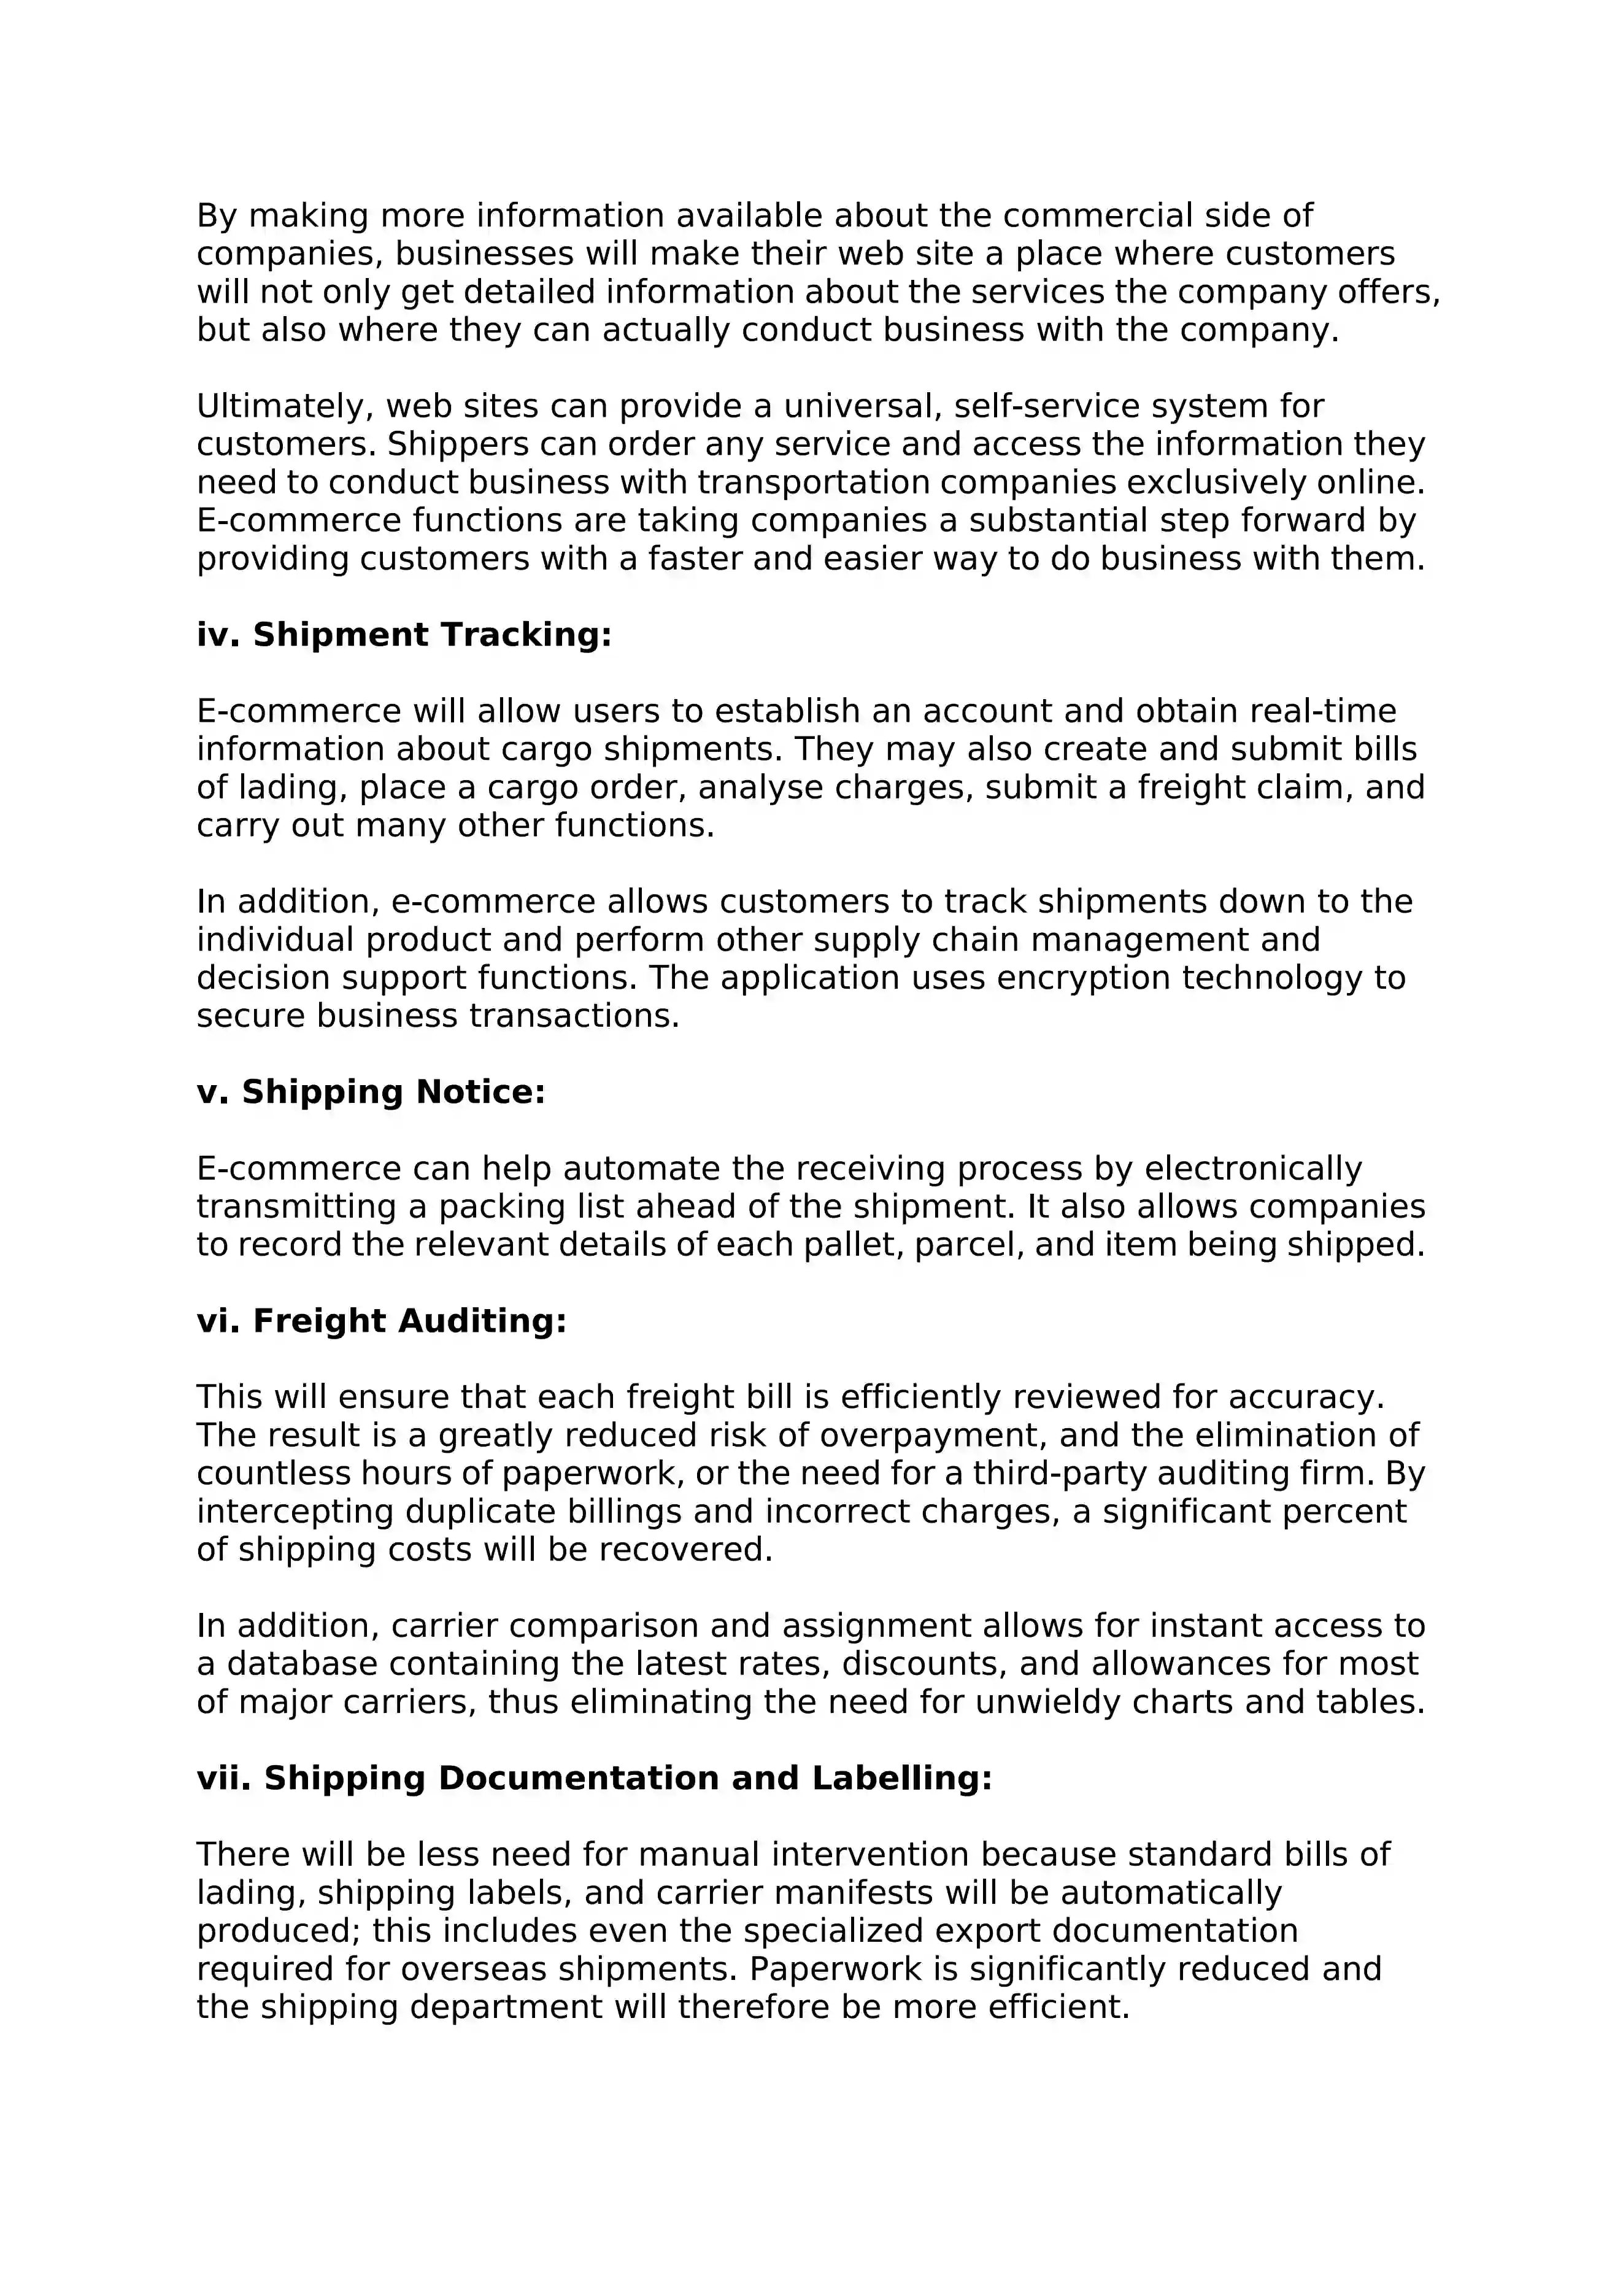 By making more information available about the commercial side of
companies, businesses will make their web site a place where customers
will not only get detailed information about the services the company offers,
but also where they can actually conduct business with the company.
Ultimately, web sites can provide a universal, self-service system for
customers. Shippers can order any service and access the information they
need to conduct business with transportation companies exclusively online.
E-commerce functions are taking companies a substantial step forward by
providing customers with a faster and easier way to do business with them.
iv. Shipment Tracking:
E-commerce will allow users to establish an account and obtain real-time
information about cargo shipments. They may also create and submit bills
of lading, place a cargo order, analyse charges, submit a freight claim, and
carry out many other functions.
In addition, e-commerce allows customers to track shipments down to the
individual product and perform other supply chain management and
decision support functions. The application uses encryption technology to
secure business transactions.
v. Shipping Notice:
E-commerce can help automate the receiving process by electronically
transmitting a packing list ahead of the shipment. It also allows companies
to record the relevant details of each pallet, parcel, and item being shipped.
vi. Freight Auditing:
This will ensure that each freight bill is efficiently reviewed for accuracy.
The result is a greatly reduced risk of overpayment, and the elimination of
countless hours of paperwork, or the need for a third-party auditing firm. By
intercepting duplicate billings and incorrect charges, a significant percent
of shipping costs will be recovered.
In addition, carrier comparison and assignment allows for instant access to
a database containing the latest rates, discounts, and allowances for most
of major carriers, thus eliminating the need for unwieldy charts and tables.
vii. Shipping Documentation and Labelling:
There will be less need for manual intervention because standard bills of
lading, shipping labels, and carrier manifests will be automatically
produced; this includes even the specialized export documentation
required for overseas shipments. Paperwork is significantly reduced and
the shipping department will therefore be more efficient.